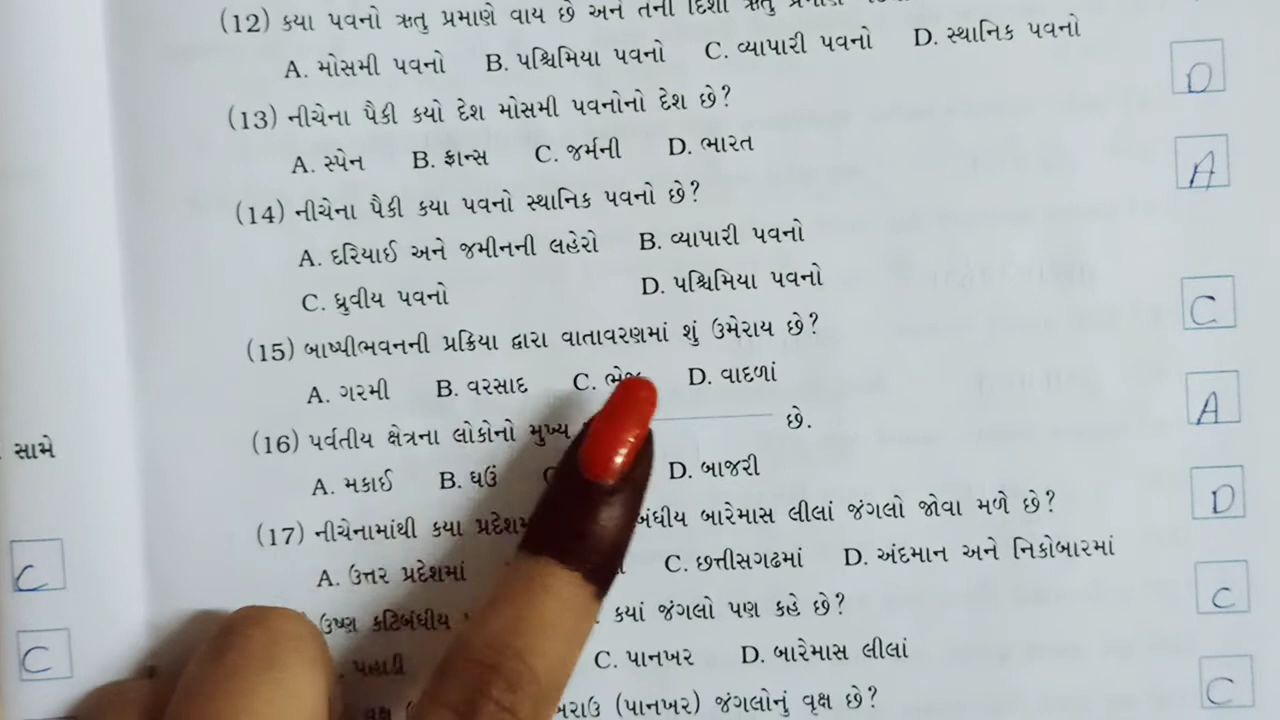 (12) કયા પવનો ઋતુ પ્રમાણે વાય છે અને તેની દિશા ઋતુ
A. મોસમી પવનો B. પશ્ચિમિયા પવનો C. વ્યાપારી પવનો D. સ્થાનિક પવનો
D
(13) નીચેના પૈકી કયો દેશ મોસમી પવનોનો દેશ છે?
A. સ્પેન B. ફ્રાન્સ C. જર્મની D. ભારત
A
(14) નીચેના પૈકી કયા પવનો સ્થાનિક પવનો છે?
A. દરિયાઈ અને જમીનની લહેરો B. વ્યાપારી પવનો
C. ધ્રુવીય પવનો D. પશ્ચિમિયા પવનો
C
(15) બાષ્પીભવનની પ્રક્રિયા દ્વારા વાતાવરણમાં શું ઉમેરાય છે?
A. ગરમી B. વરસાદ C. D. વાદળાં
A
(16) પર્વતીય ક્ષેત્રના લોકોનો મુખ્ય છે.
સામે
A. મકાઈ B. ઘઉં D. બાજરી
D
(17) નીચેનામાંથી કયા બારેમાસ લીલાં જંગલો જોવા મળે છે?
A. ઉત્તર પ્રદેશમાં C. છત્તીસગઢમાં D. અંદમાન અને નિકોબારમાં
C
C
ઉષ્ણ કટિબંધીય કયાં જંગલો પણ કહે છે?
C. પાનખર D. બારેમાસ લીલાં
C
C
વૃક્ષ (પાનખર) જંગલોનું વૃક્ષ છે?